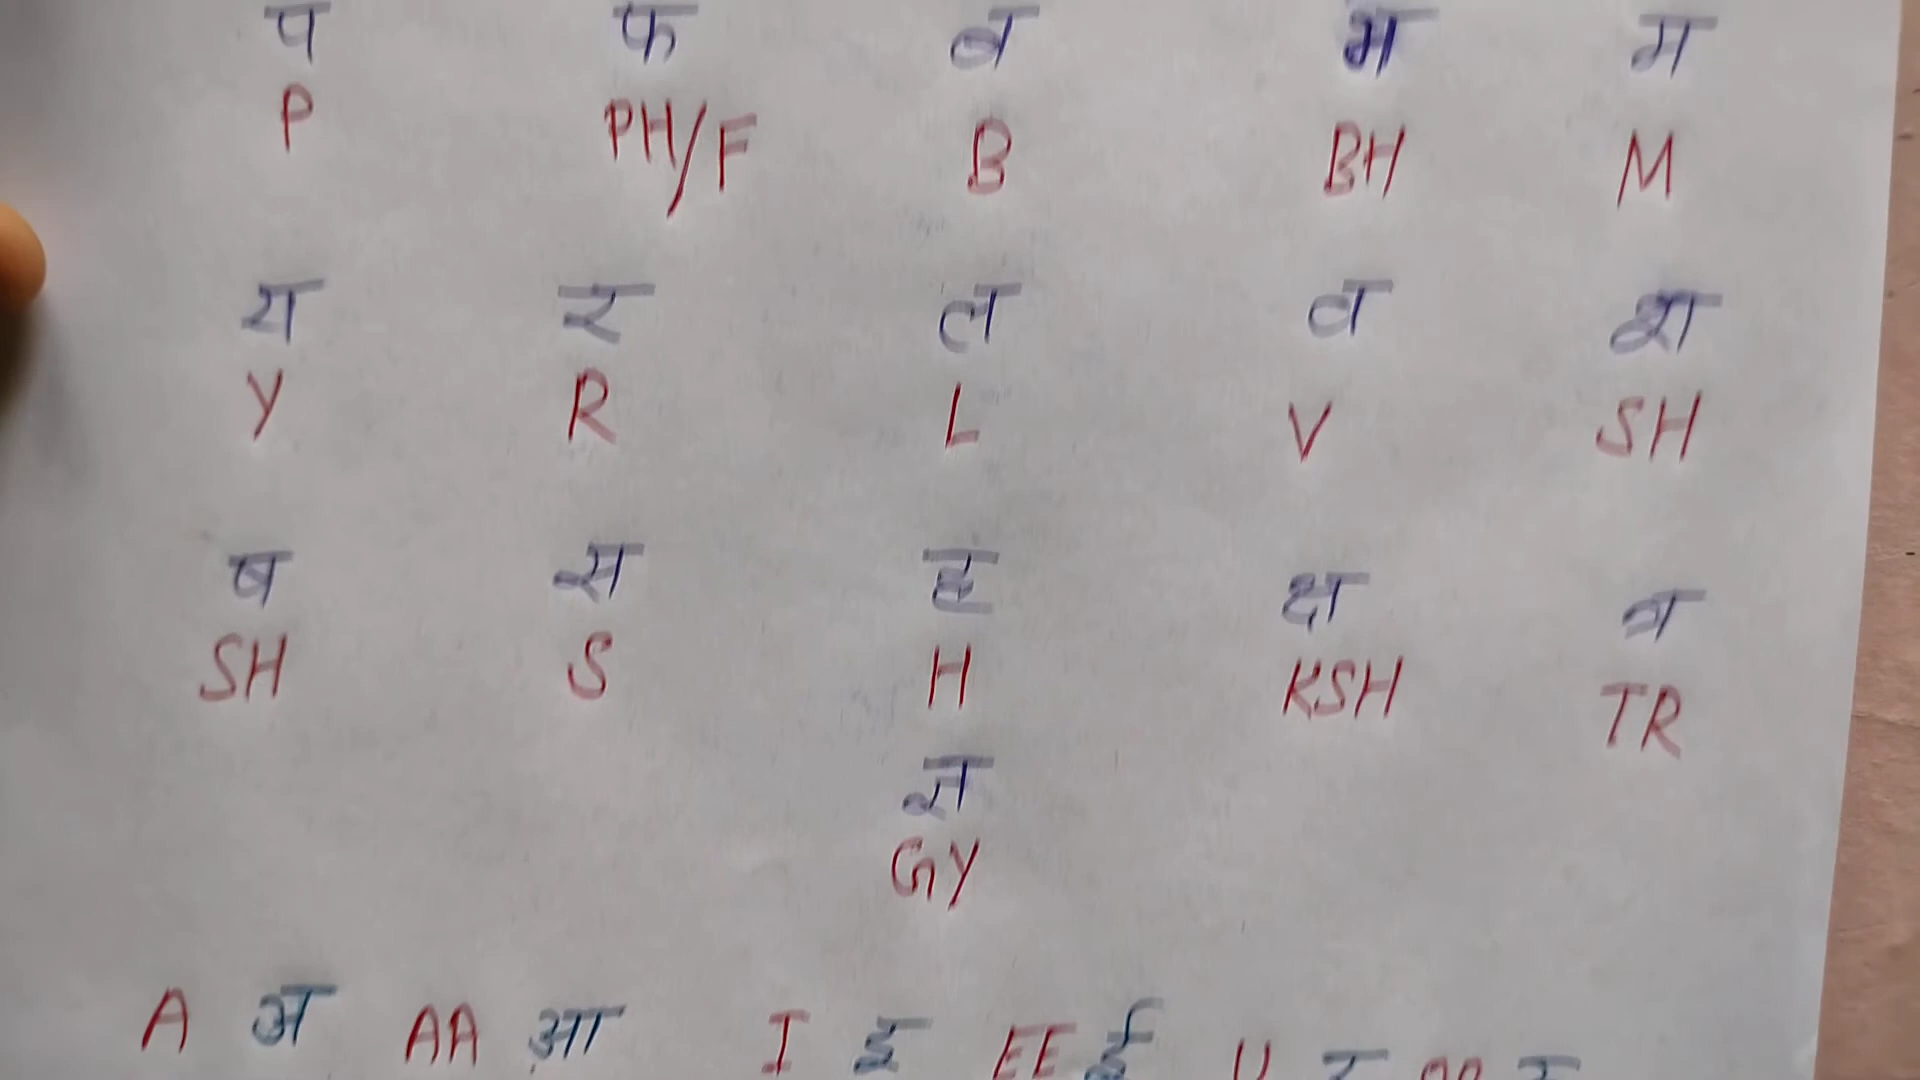 प फ ब भ म
P PH/F B BH M
य र ल व श
Y R L V SH
ष स ह क्ष त्र
SH S H KSH TR
ज्ञ
GY
A अ AA आ I इ EE ई U